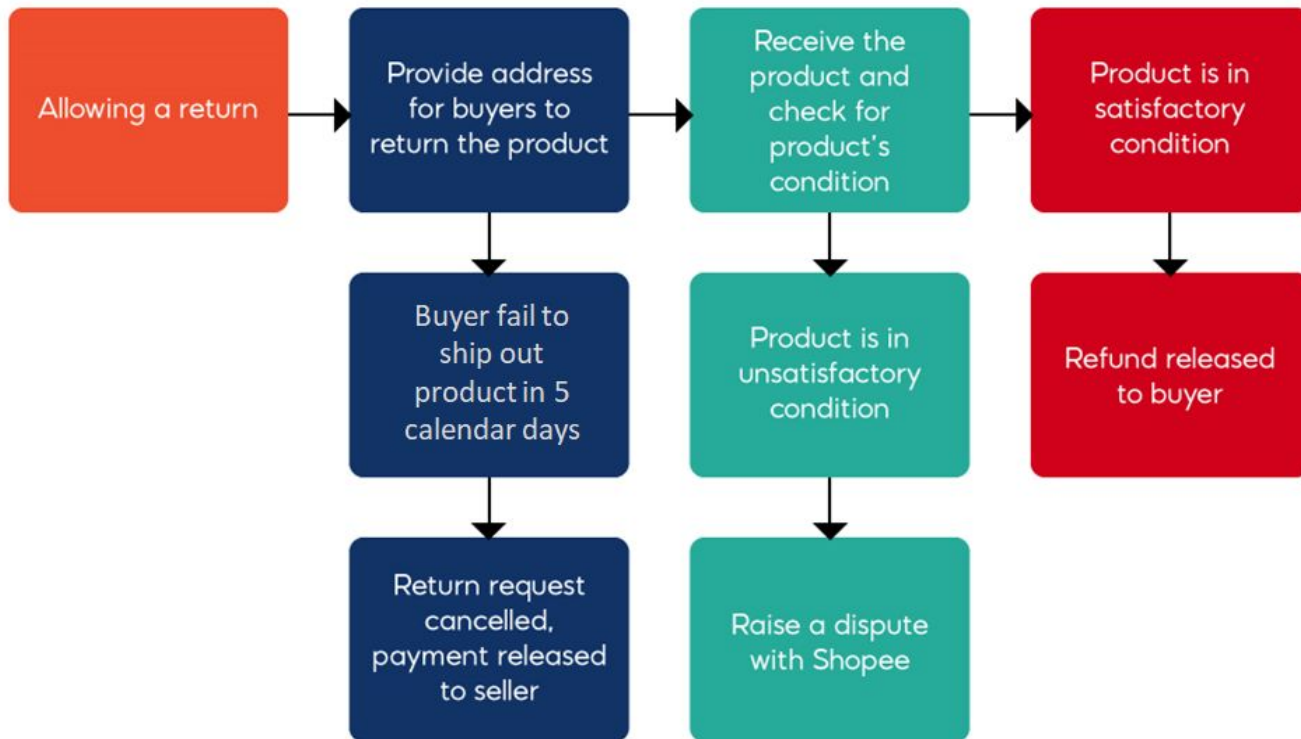 Allowing a return
Provide address
for buyers to
return the product
Receive the
product and
check for
product's
condition
Product is in
satisfactory
condition
Buyer fail to
ship out
product in 5
calendar days
Product is in
unsatisfactory
condition
Refund released
to buyer
Return request
cancelled,
payment released
to seller
Raise a dispute
with Shopee